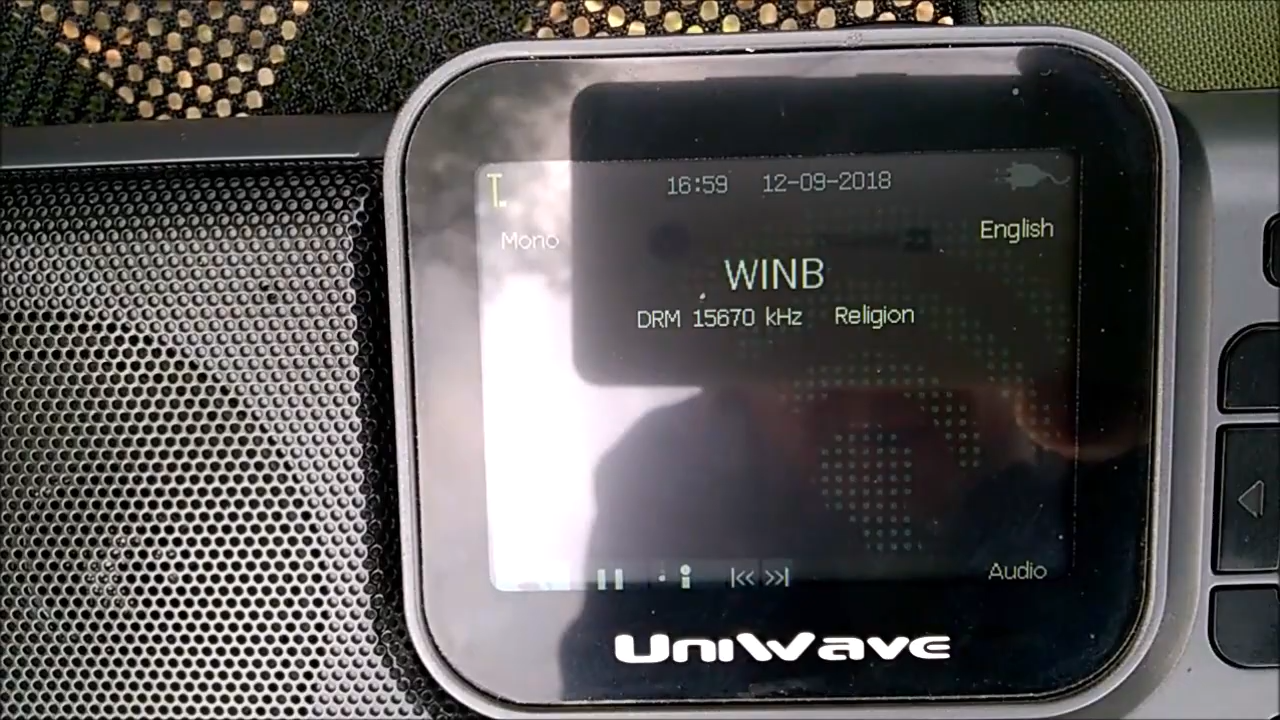 16:59 12-09-2018
Mono
English
WINB
DRM 15670 kHz Religion
Audio
UniWave